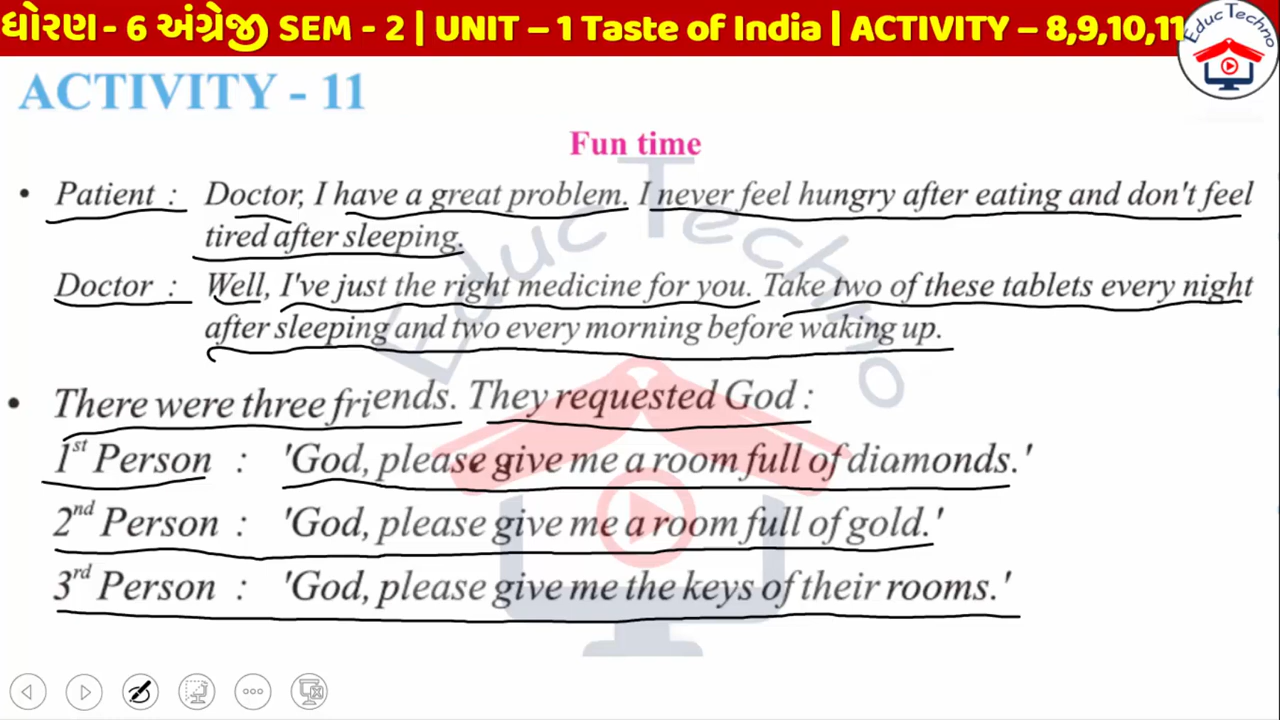 ધોરણ - 6 અંગ્રેજી SEM - 2 | UNIT – 1 Taste of India | ACTIVITY – 8,9,10,11
Educ Techno
ACTIVITY - 11
Fun time
• Patient : Doctor, I have a great problem. I never feel hungry after eating and don't feel
tired after sleeping.
Doctor : Well, I've just the right medicine for you. Take two of these tablets every night
after sleeping and two every morning before waking up.
• There were three friends. They requested God :
1st Person : 'God, please give me a room full of diamonds.'
2nd Person : 'God, please give me a room full of gold.'
3rd Person : 'God, please give me the keys of their rooms.'
Educ Techno